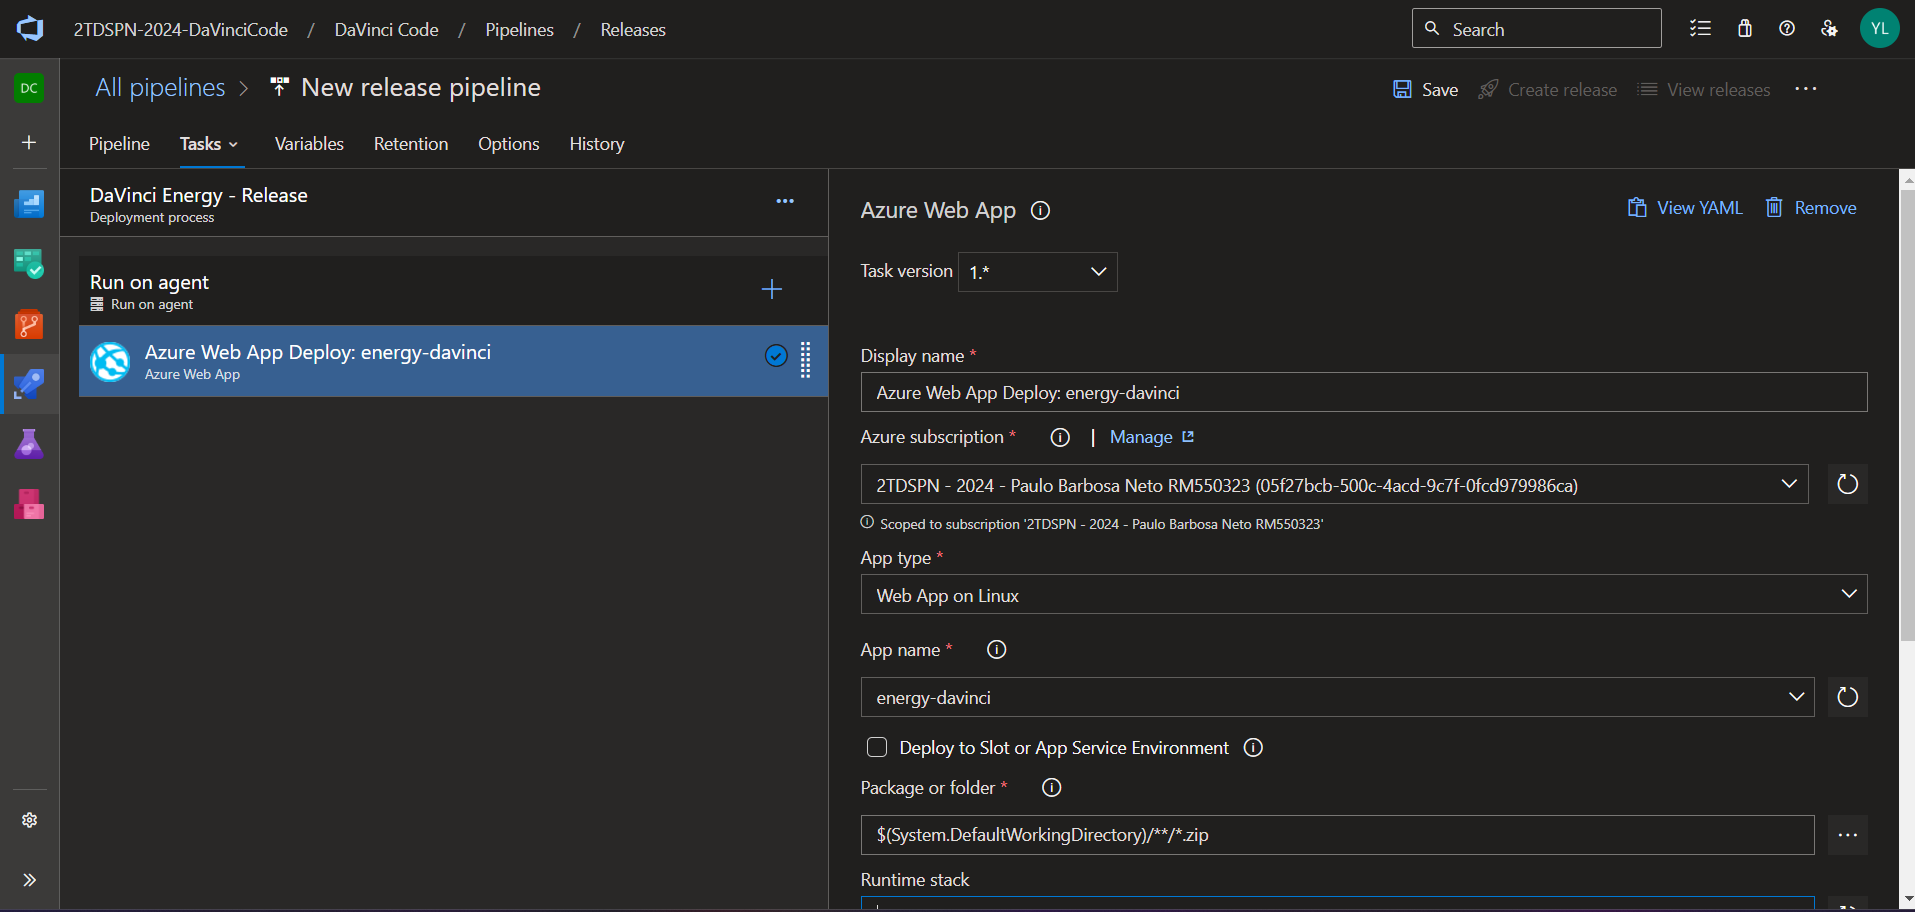 2TDSPN-2024-DaVinciCode / DaVinci Code / Pipelines / Releases
Search
YL
DC
All pipelines > New release pipeline
Save
Create release
View releases
Pipeline
Tasks
Variables
Retention
Options
History
DaVinci Energy - Release
Deployment process
Run on agent
Run on agent
Azure Web App Deploy: energy-davinci
Azure Web App
Azure Web App
View YAML
Remove
Task version
1.*
Display name *
Azure Web App Deploy: energy-davinci
Azure subscription * | Manage
2TDSPN - 2024 - Paulo Barbosa Neto RM550323 (05f27bcb-500c-4acd-9c7f-0fcd979986ca)
Scoped to subscription '2TDSPN - 2024 - Paulo Barbosa Neto RM550323'
App type *
Web App on Linux
App name *
energy-davinci
Deploy to Slot or App Service Environment
Package or folder *
$(System.DefaultWorkingDirectory)/**/*.zip
Runtime stack